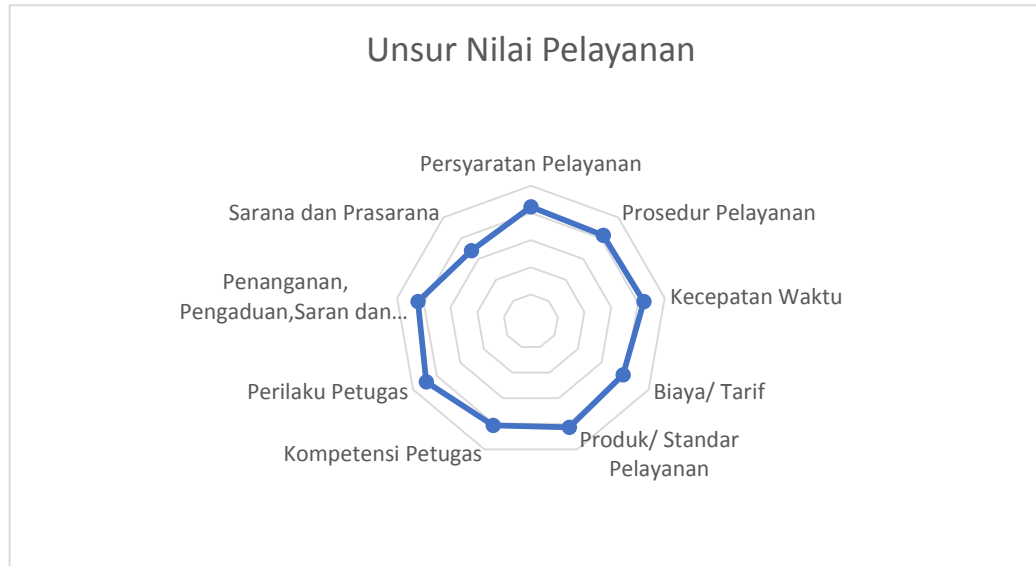 Unsur Nilai Pelayanan
Persyaratan Pelayanan
Prosedur Pelayanan
Kecepatan Waktu
Biaya/ Tarif
Produk/ Standar
Pelayanan
Kompetensi Petugas
Perilaku Petugas
Penanganan,
Pengaduan,Saran dan...
Sarana dan Prasarana